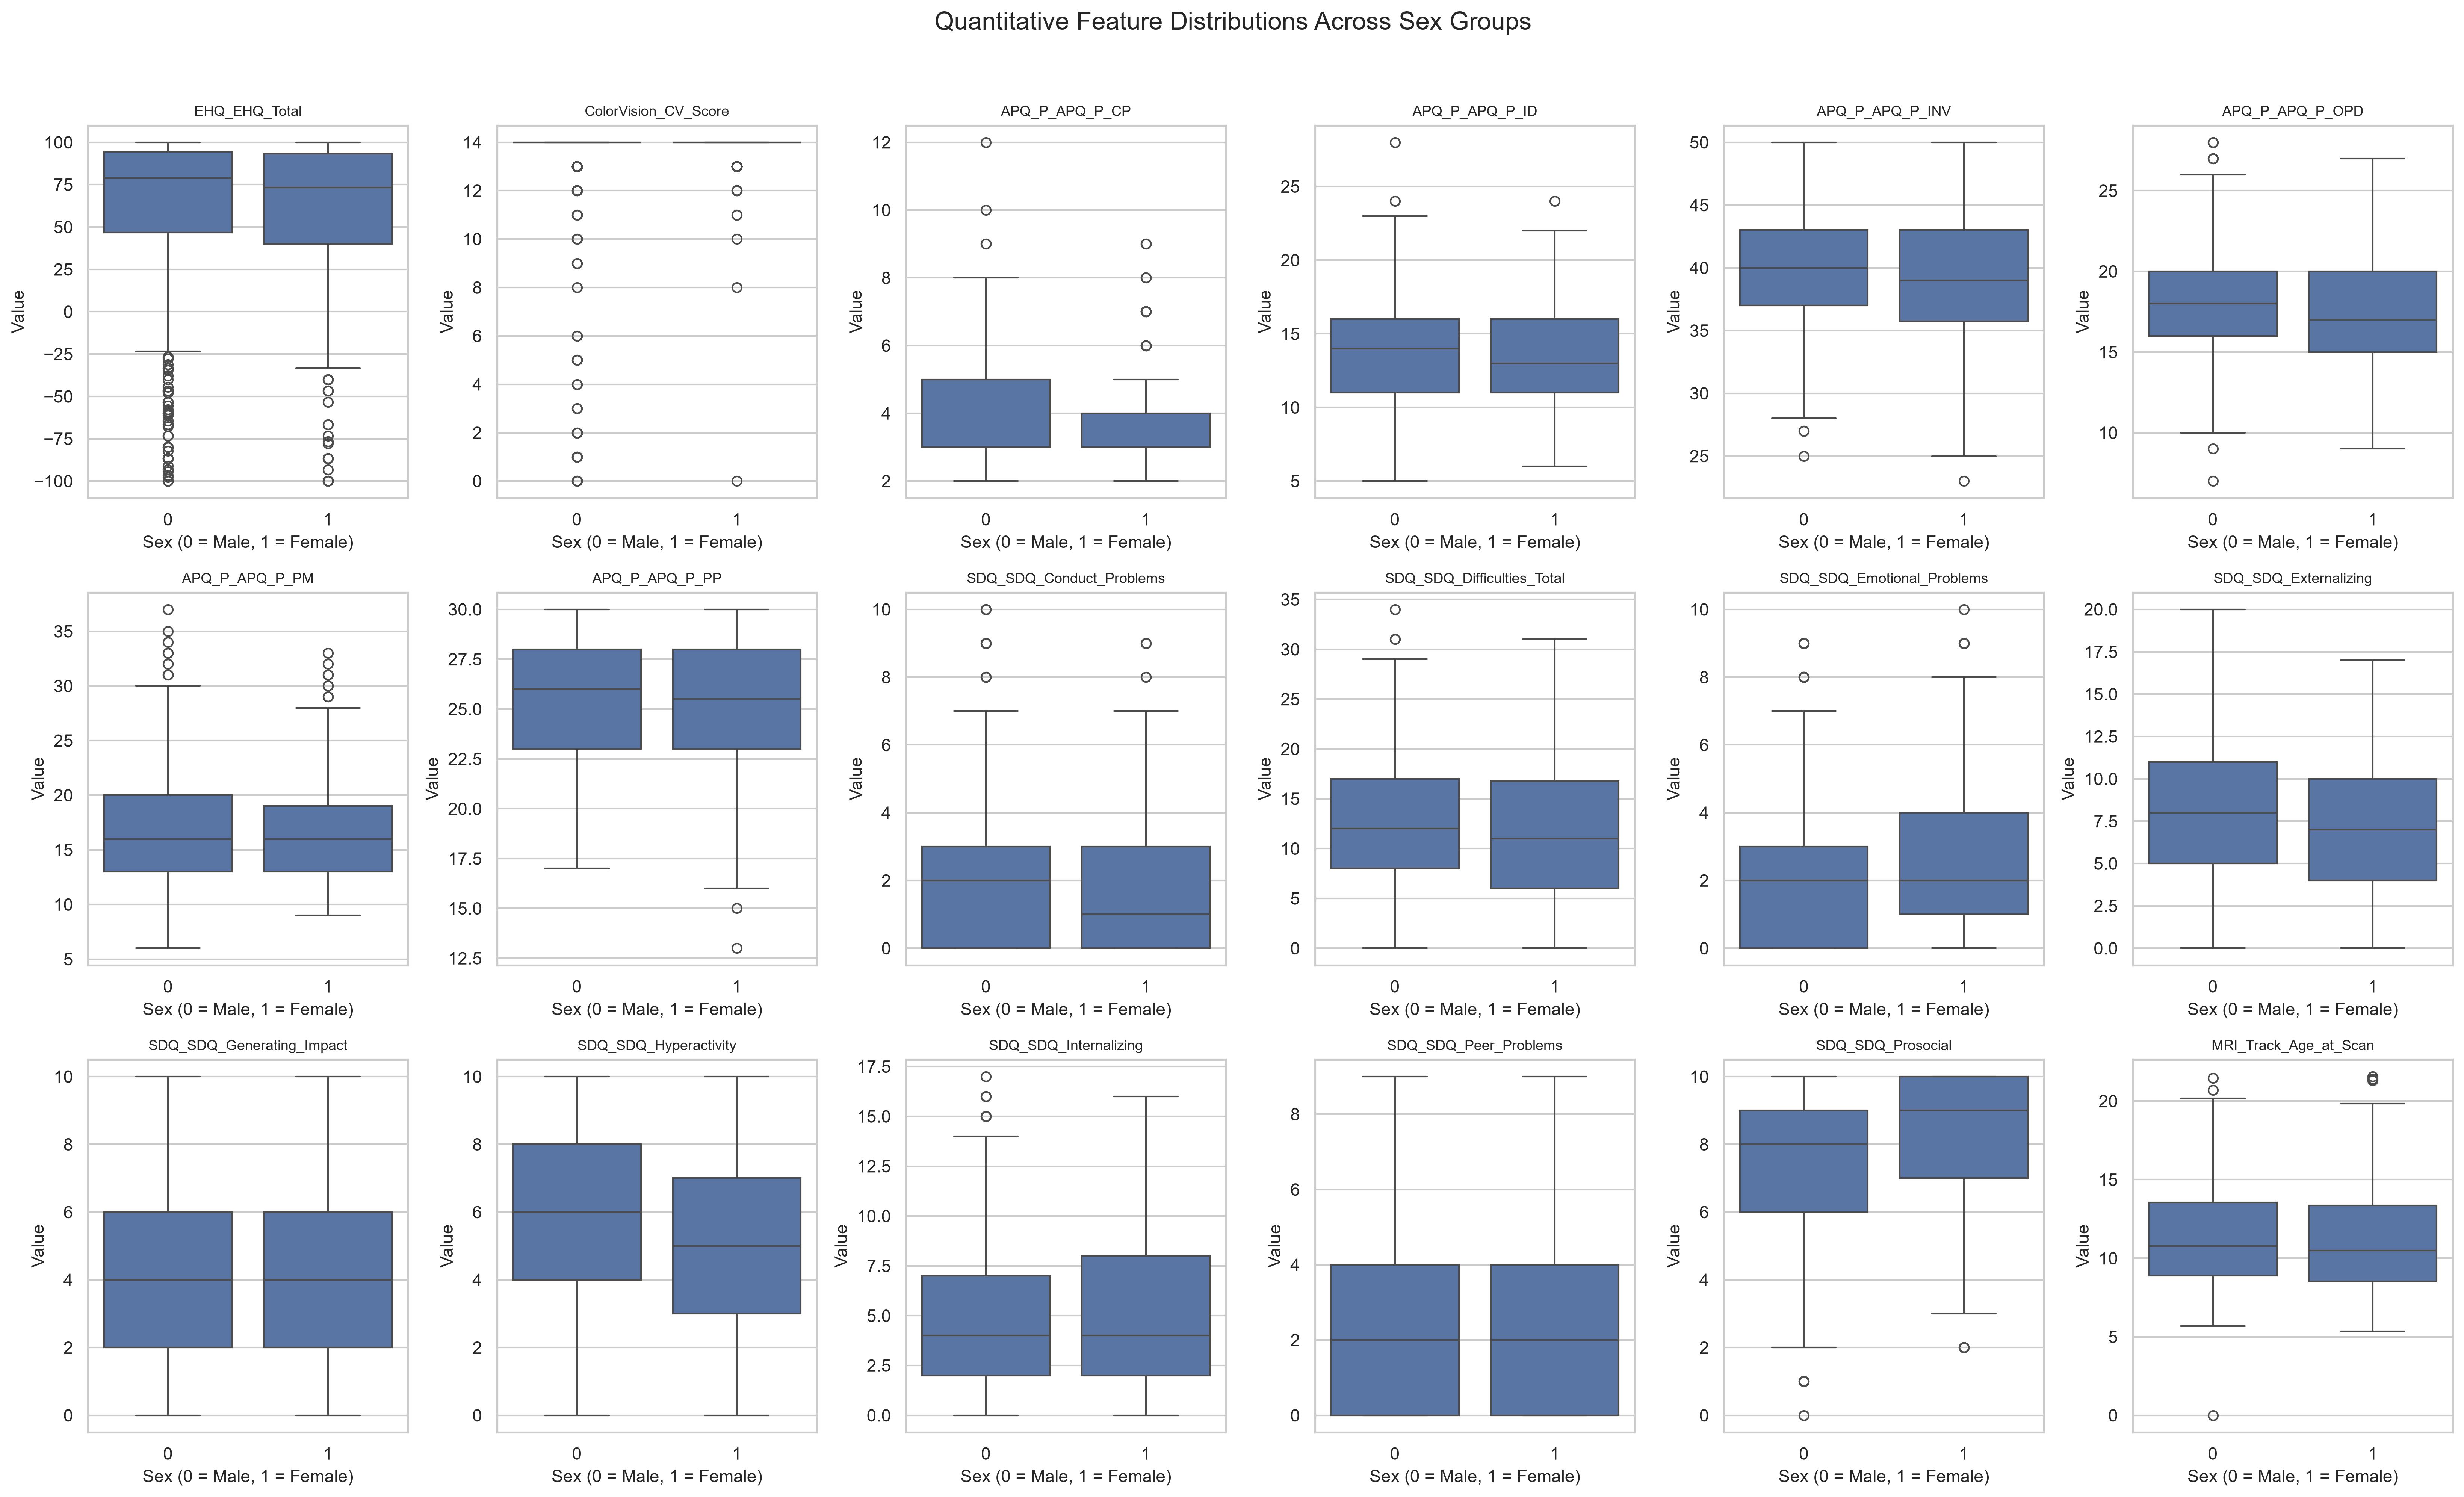 Quantitative Feature Distributions Across Sex Groups
EHQ_EHQ_Total
ColorVision_CV_Score
APQ_P_APQ_P_CP
APQ_P_APQ_P_ID
APQ_P_APQ_P_INV
APQ_P_APQ_P_OPD
Value
100
75
50
25
0
−25
−50
−75
−100
0 1
Sex (0 = Male, 1 = Female)
Value
14
12
10
8
6
4
2
0
0 1
Sex (0 = Male, 1 = Female)
Value
12
10
8
6
4
2
0 1
Sex (0 = Male, 1 = Female)
Value
25
20
15
10
5
0 1
Sex (0 = Male, 1 = Female)
Value
50
45
40
35
30
25
0 1
Sex (0 = Male, 1 = Female)
Value
25
20
15
10
0 1
Sex (0 = Male, 1 = Female)
APQ_P_APQ_P_PM
APQ_P_APQ_P_PP
SDQ_SDQ_Conduct_Problems
SDQ_SDQ_Difficulties_Total
SDQ_SDQ_Emotional_Problems
SDQ_SDQ_Externalizing
Value
35
30
25
20
15
10
5
0 1
Sex (0 = Male, 1 = Female)
Value
30.0
27.5
25.0
22.5
20.0
17.5
15.0
12.5
0 1
Sex (0 = Male, 1 = Female)
Value
10
8
6
4
2
0
0 1
Sex (0 = Male, 1 = Female)
Value
35
30
25
20
15
10
5
0
0 1
Sex (0 = Male, 1 = Female)
Value
10
8
6
4
2
0
0 1
Sex (0 = Male, 1 = Female)
Value
20.0
17.5
15.0
12.5
10.0
7.5
5.0
2.5
0.0
0 1
Sex (0 = Male, 1 = Female)
SDQ_SDQ_Generating_Impact
SDQ_SDQ_Hyperactivity
SDQ_SDQ_Internalizing
SDQ_SDQ_Peer_Problems
SDQ_SDQ_Prosocial
MRI_Track_Age_at_Scan
Value
10
8
6
4
2
0
0 1
Sex (0 = Male, 1 = Female)
Value
10
8
6
4
2
0
0 1
Sex (0 = Male, 1 = Female)
Value
17.5
15.0
12.5
10.0
7.5
5.0
2.5
0.0
0 1
Sex (0 = Male, 1 = Female)
Value
8
6
4
2
0
0 1
Sex (0 = Male, 1 = Female)
Value
10
8
6
4
2
0
0 1
Sex (0 = Male, 1 = Female)
Value
20
15
10
5
0
0 1
Sex (0 = Male, 1 = Female)